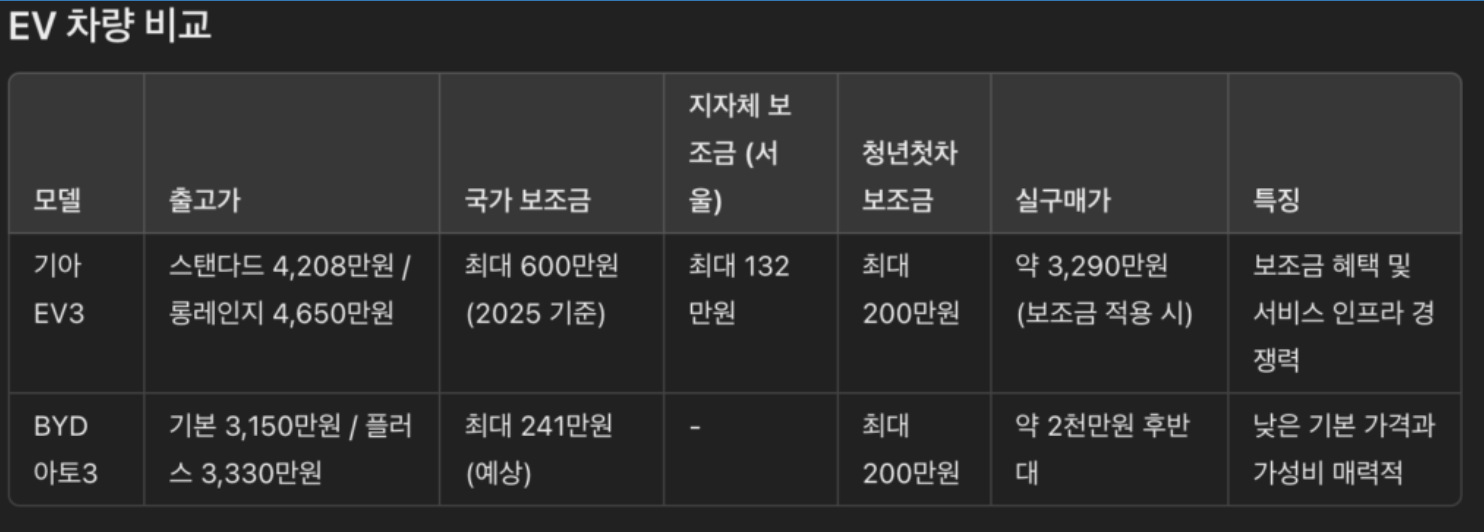 EV 차량 비교
모델
출고가
국가 보조금
지자체 보
조금 (서
울)
청년첫차
보조금
실구매가
특징
기아
EV3
스탠다드 4,208만원 /
롱레인지 4,650만원
최대 600만원
(2025 기준)
최대 132
만원
최대
200만원
약 3,290만원
(보조금 적용 시)
보조금 혜택 및
서비스 인프라 경
쟁력
BYD
아토3
기본 3,150만원 / 플러
스 3,330만원
최대 241만원
(예상)
-
최대
200만원
약 2천만원 후반
대
낮은 기본 가격과
가성비 매력적